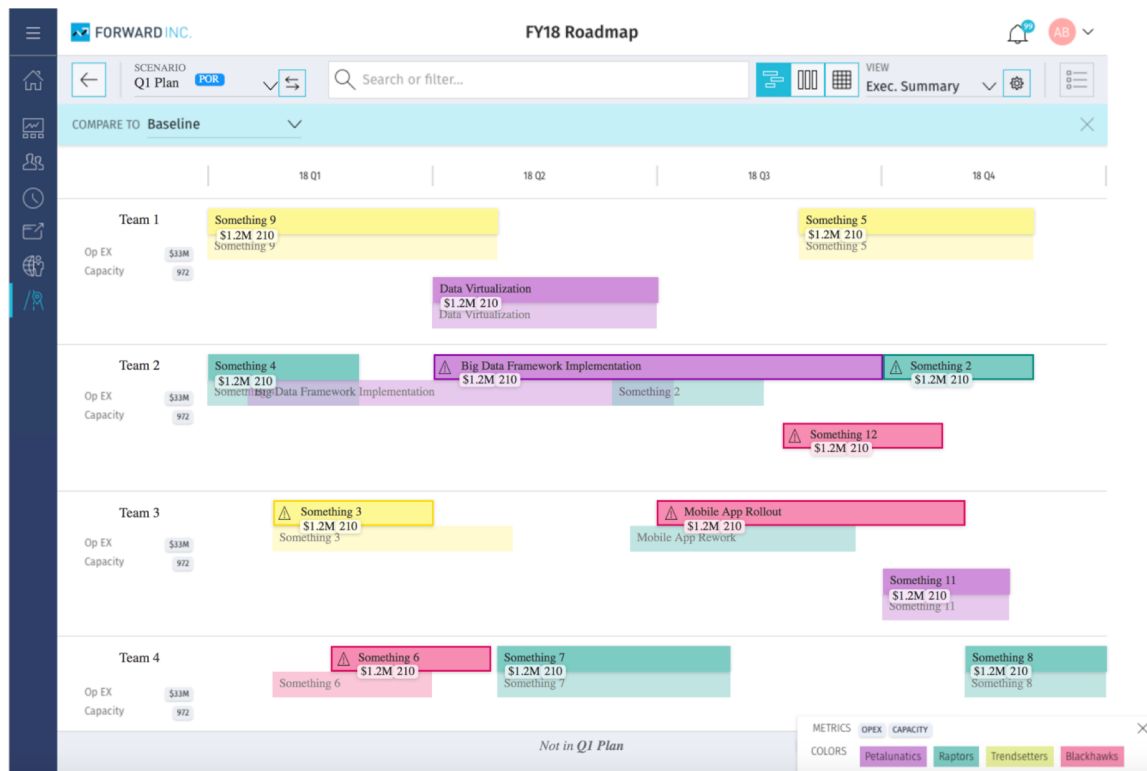 FORWARD INC.
FY18 Roadmap
99
AB
SCENARIO
Q1 Plan POR
Search or filter...
VIEW
Exec. Summary
COMPARE TO Baseline
18 Q1 18 Q2 18 Q3 18 Q4
Team 1
Op EX $33M
Capacity 972
Something 9
$1.2M 210
Something 9
Something 5
$1.2M 210
Something 5
Data Virtualization
$1.2M 210
Data Virtualization
Team 2
Op EX $33M
Capacity 972
Something 4
$1.2M 210
Something 4
Big Data Framework Implementation
$1.2M 210
Big Data Framework Implementation
Something 2
$1.2M 210
Something 2
Something 12
$1.2M 210
Team 3
Op EX $33M
Capacity 972
Something 3
$1.2M 210
Something 3
Mobile App Rollout
$1.2M 210
Mobile App Rework
Something 11
$1.2M 210
Something 11
Team 4
Op EX $33M
Capacity 972
Something 6
$1.2M 210
Something 6
Something 7
$1.2M 210
Something 7
Something 8
$1.2M 210
Something 8
Not in Q1 Plan
METRICS OPEX CAPACITY
COLORS Petalunatics Raptors Trendsetters Blackhawks